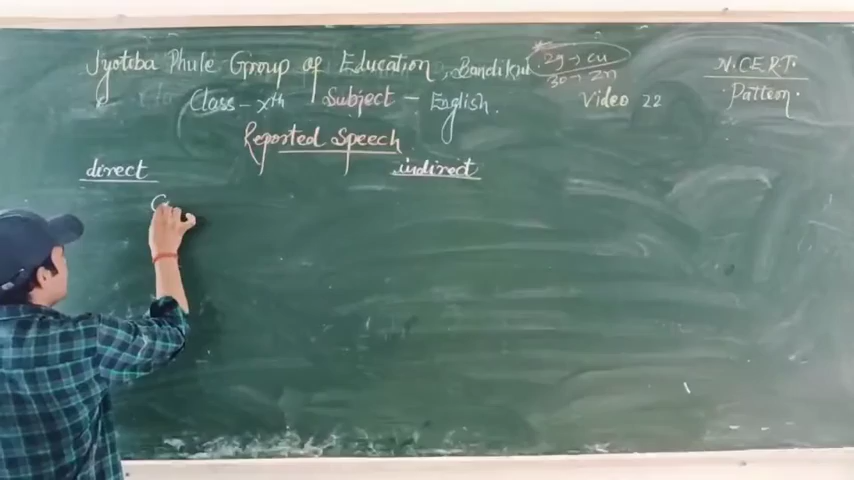 Jyotiba Phule Group of Education, Bandikui
29 → cu
30 → Zn
N.C.E.R.T.
Pattern.
Class - Xth Subject - English.
Video 22
Reported Speech
direct
indirect